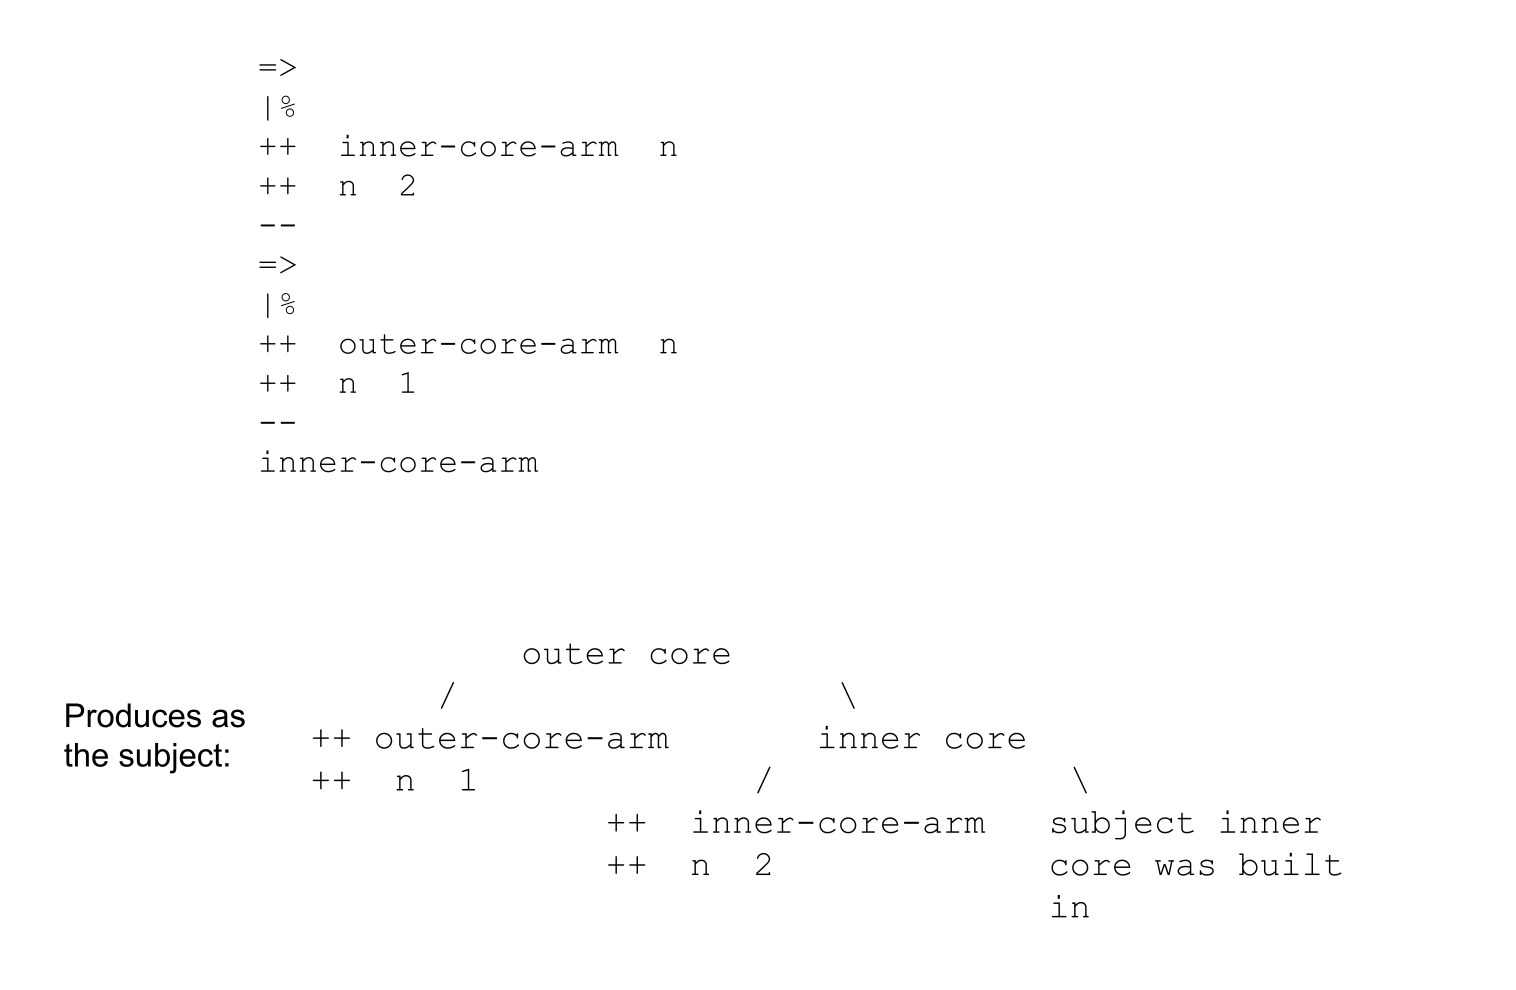 =>
|%
++  inner-core-arm  n
++  n  2
--
=>
|%
++  outer-core-arm  n
++  n  1
--
inner-core-arm
outer core
/                  \
Produces as
the subject:
++ outer-core-arm       inner core
++  n  1             /              \
++  inner-core-arm   subject inner
++  n  2             core was built
in